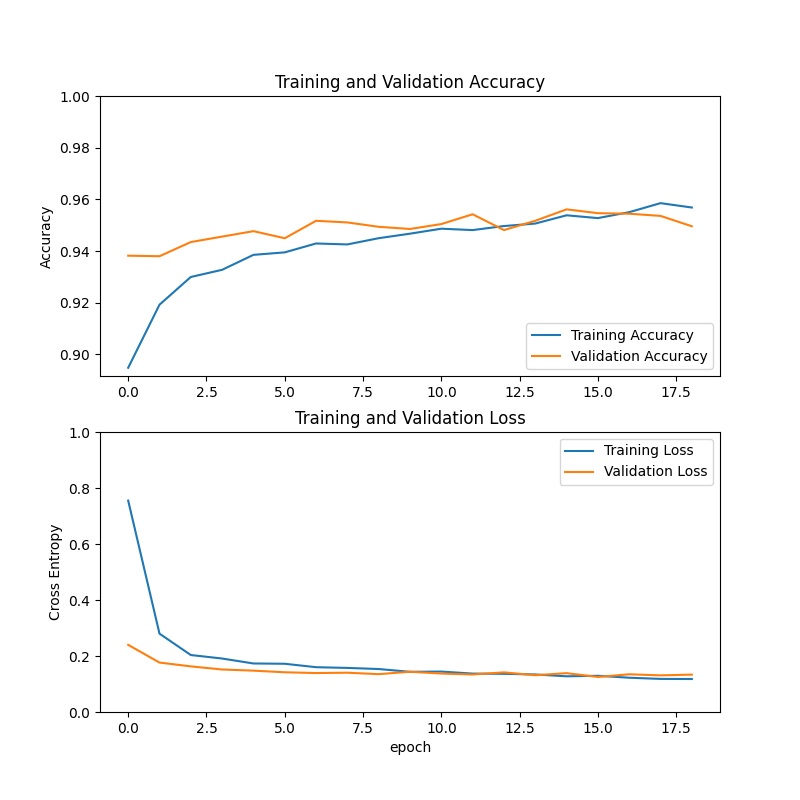 Training and Validation Accuracy
1.00
0.98
0.96
0.94
0.92
0.90
Accuracy
Training Accuracy
Validation Accuracy
0.0 2.5 5.0 7.5 10.0 12.5 15.0 17.5
Training and Validation Loss
1.0
0.8
0.6
0.4
0.2
0.0
Cross Entropy
Training Loss
Validation Loss
0.0 2.5 5.0 7.5 10.0 12.5 15.0 17.5
epoch